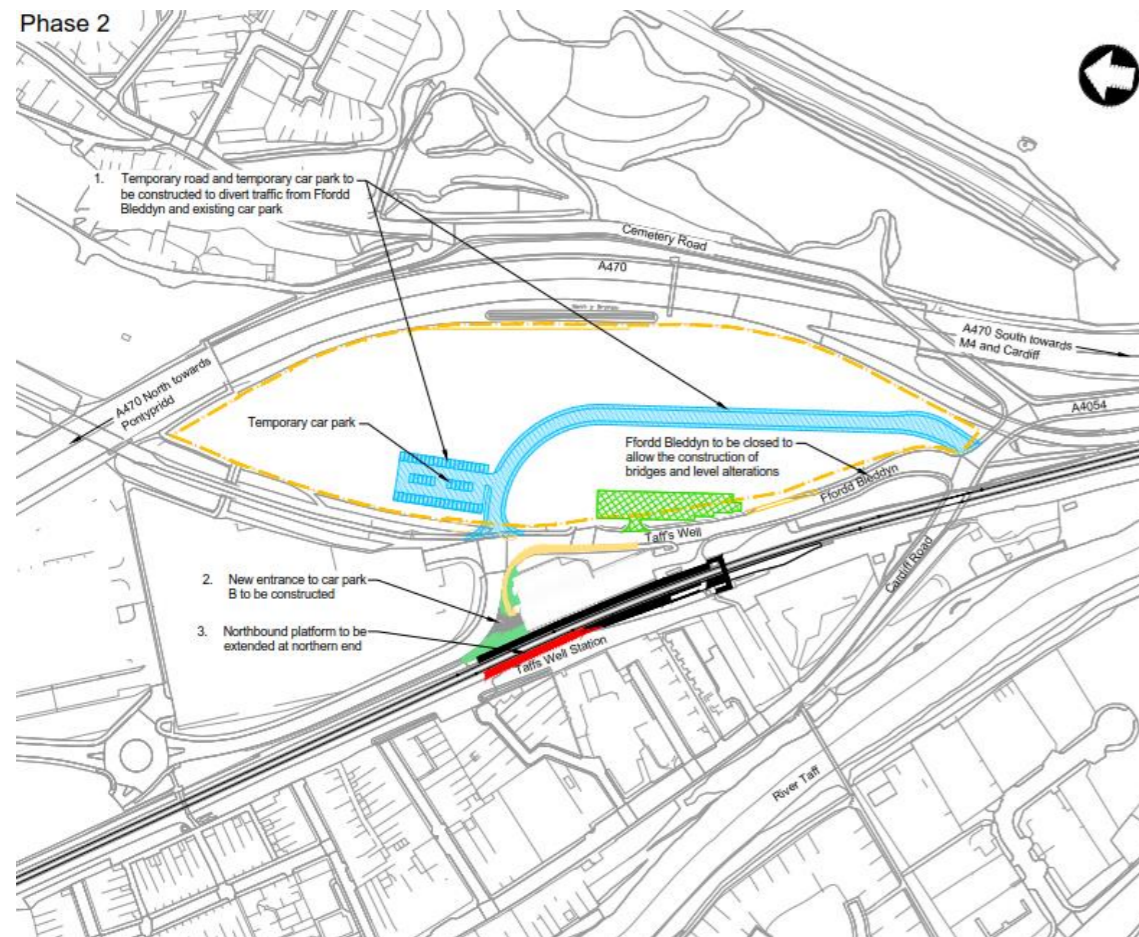 Phase 2
1. Temporary road and temporary car park to
be constructed to divert traffic from Ffordd
Bleddyn and existing car park
Cemetery Road
A470
A470 South towards
M4 and Cardiff
A470 North towards
Pontypridd
A4054
Temporary car park
Ffordd Bleddyn to be closed to
allow the construction of
bridges and level alterations
Ffordd Bleddyn
Taff's Well
2. New entrance to car park
B to be constructed
Cardiff Road
3. Northbound platform to be
extended at northern end
Taffs Well Station
River Taff